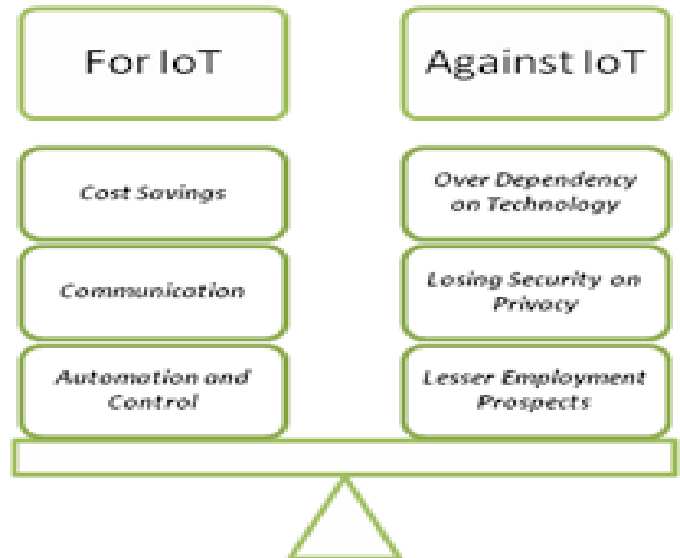 For IoT
Against IoT
Cost Savings
Over Dependency
on Technology
Communication
Losing Security on
Privacy
Automation and
Control
Lesser Employment
Prospects